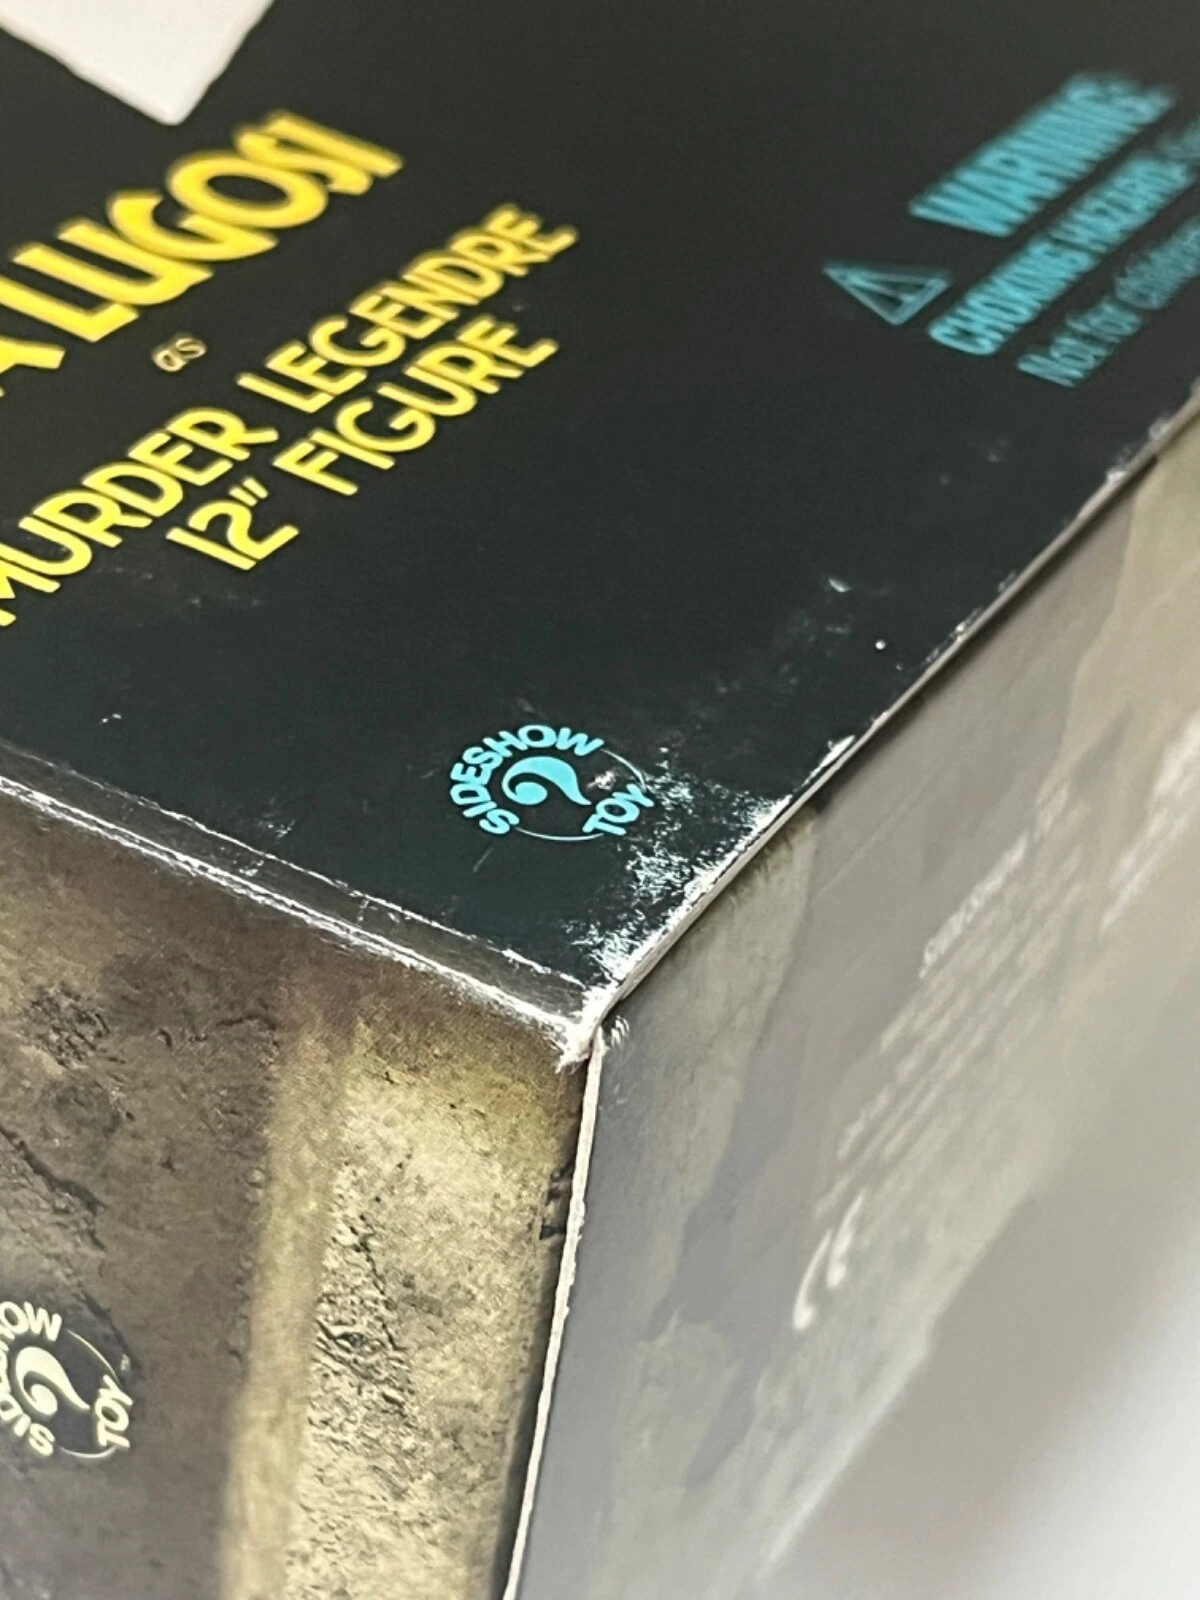 A LUGOSI
as
MURDER LEGENDRE
12" FIGURE
WARNING:
CHOKING HAZARD
Not for
SIDESHOW TOY
SIDESHOW TOY